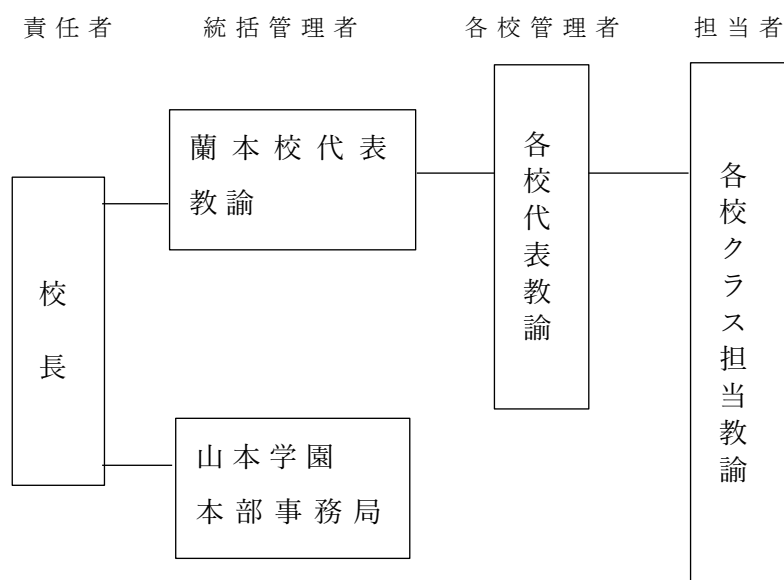 責任者 統括管理者 各校管理者 担当者
校長
蘭本校代表
教諭
山本学園
本部事務局
各校代表教諭
各校クラス担当教諭